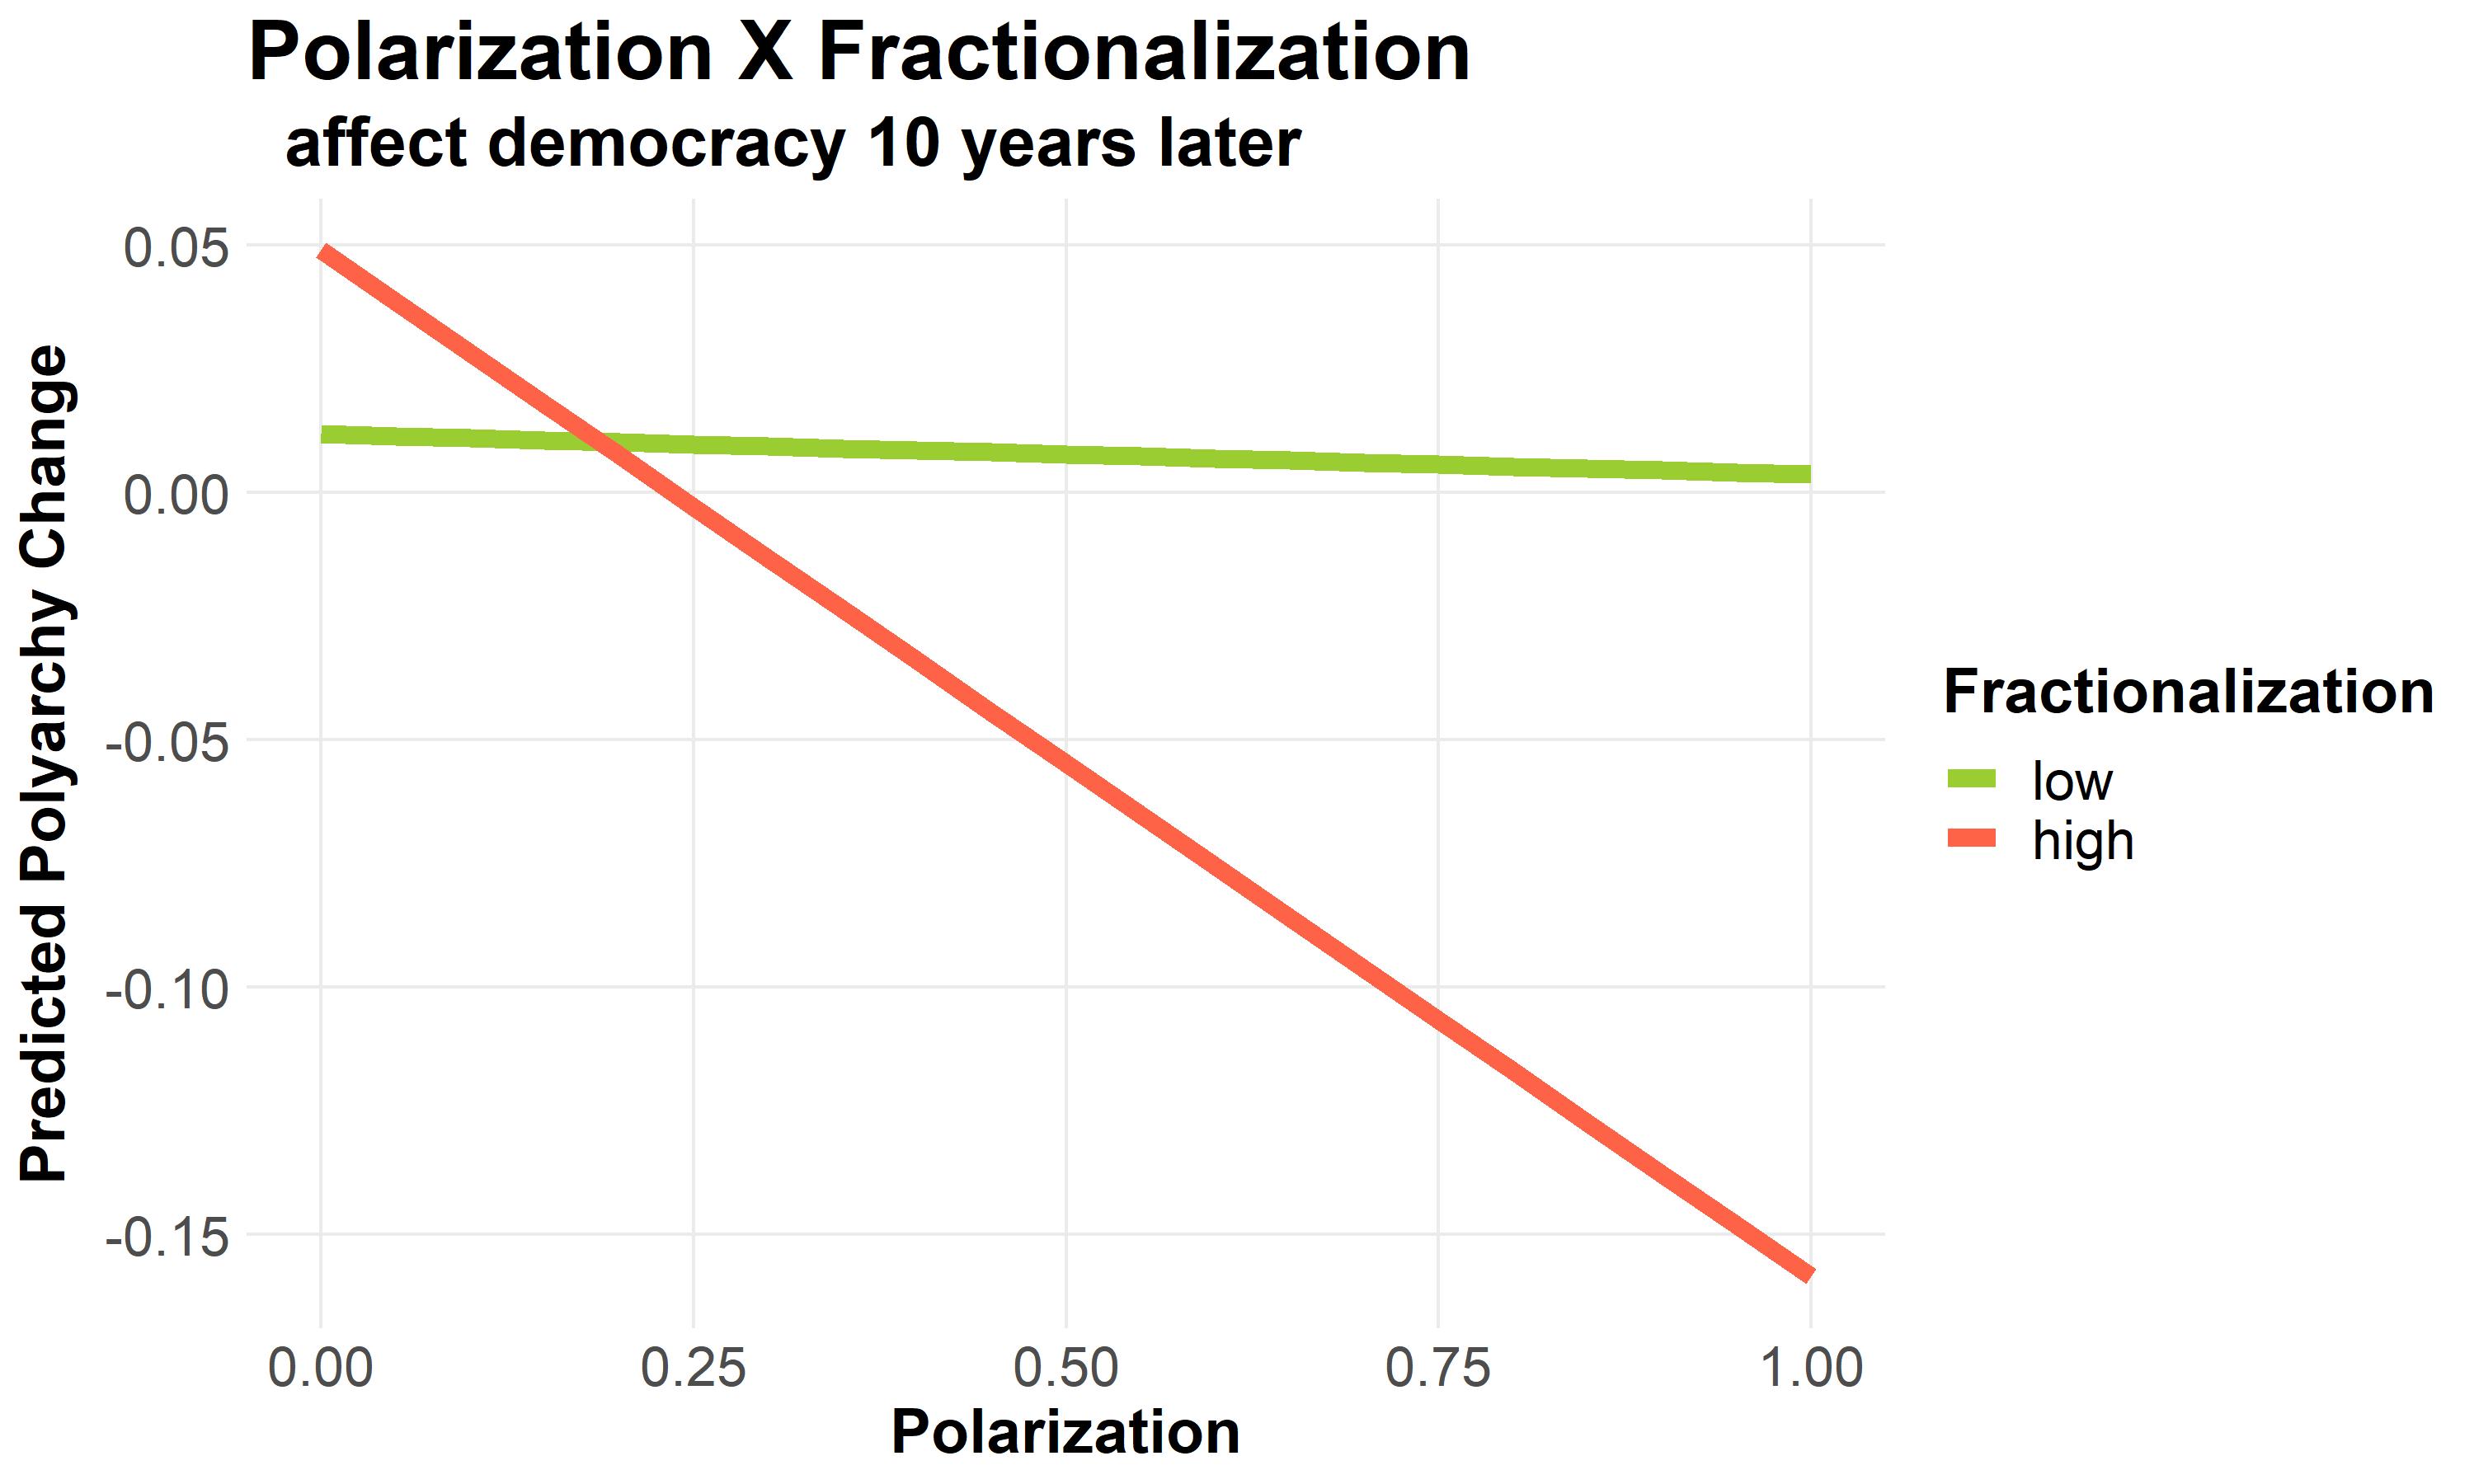 Polarization X Fractionalization
affect democracy 10 years later
Predicted Polyarchy Change
0.05
0.00
-0.05
-0.10
-0.15
0.00 0.25 0.50 0.75 1.00
Polarization
Fractionalization
low
high